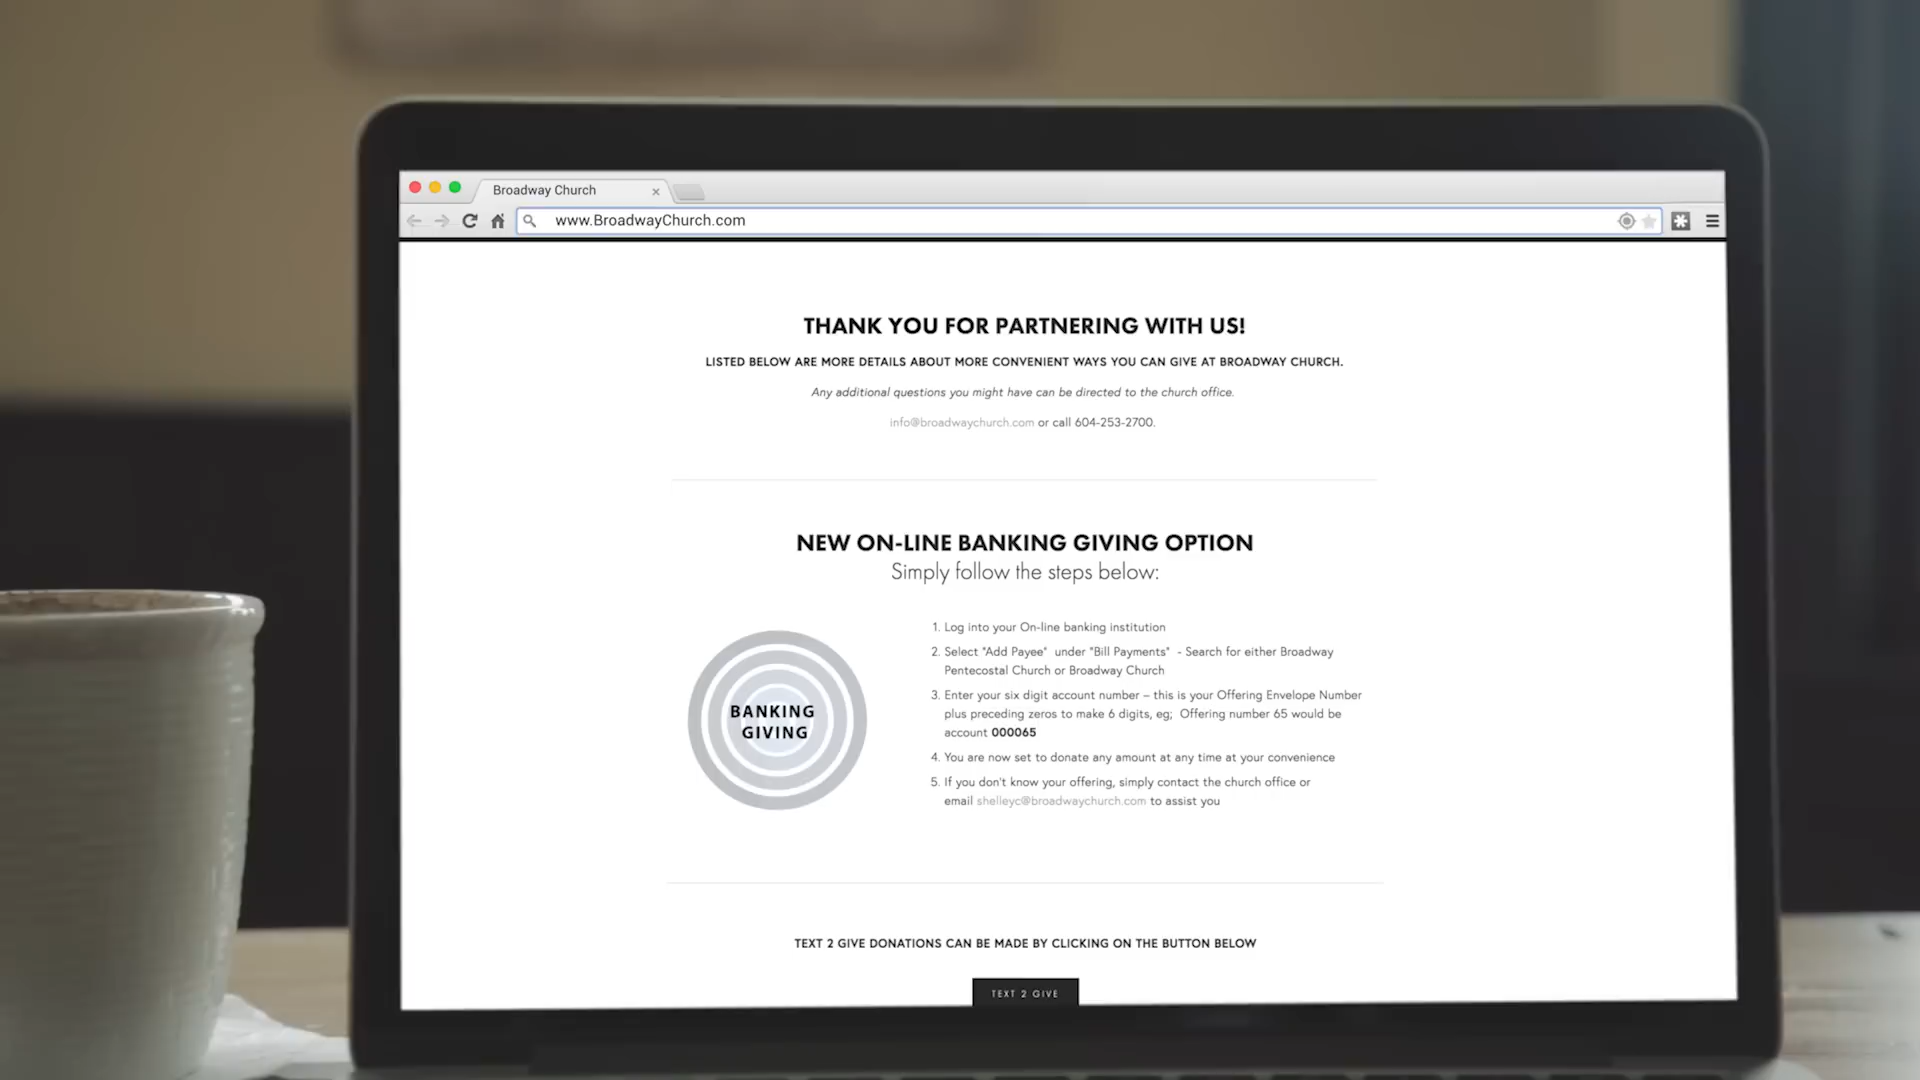 Broadway Church
www.BroadwayChurch.com
THANK YOU FOR PARTNERING WITH US!
LISTED BELOW ARE MORE DETAILS ABOUT MORE CONVENIENT WAYS YOU CAN GIVE AT BROADWAY CHURCH.
Any additional questions you might have can be directed to the church office.
info@broadwaychurch.com or call 604-253-2700.
NEW ON-LINE BANKING GIVING OPTION
Simply follow the steps below:
BANKING
GIVING
1. Log into your On-line banking institution
2. Select "Add Payee" under "Bill Payments" - Search for either Broadway
Pentecostal Church or Broadway Church
3. Enter your six digit account number – this is your Offering Envelope Number
plus preceding zeros to make 6 digits, eg; Offering number 65 would be
account 000065
4. You are now set to donate any amount at any time at your convenience
5. If you don't know your offering, simply contact the church office or
email shelleyc@broadwaychurch.com to assist you
TEXT 2 GIVE DONATIONS CAN BE MADE BY CLICKING ON THE BUTTON BELOW
TEXT 2 GIVE